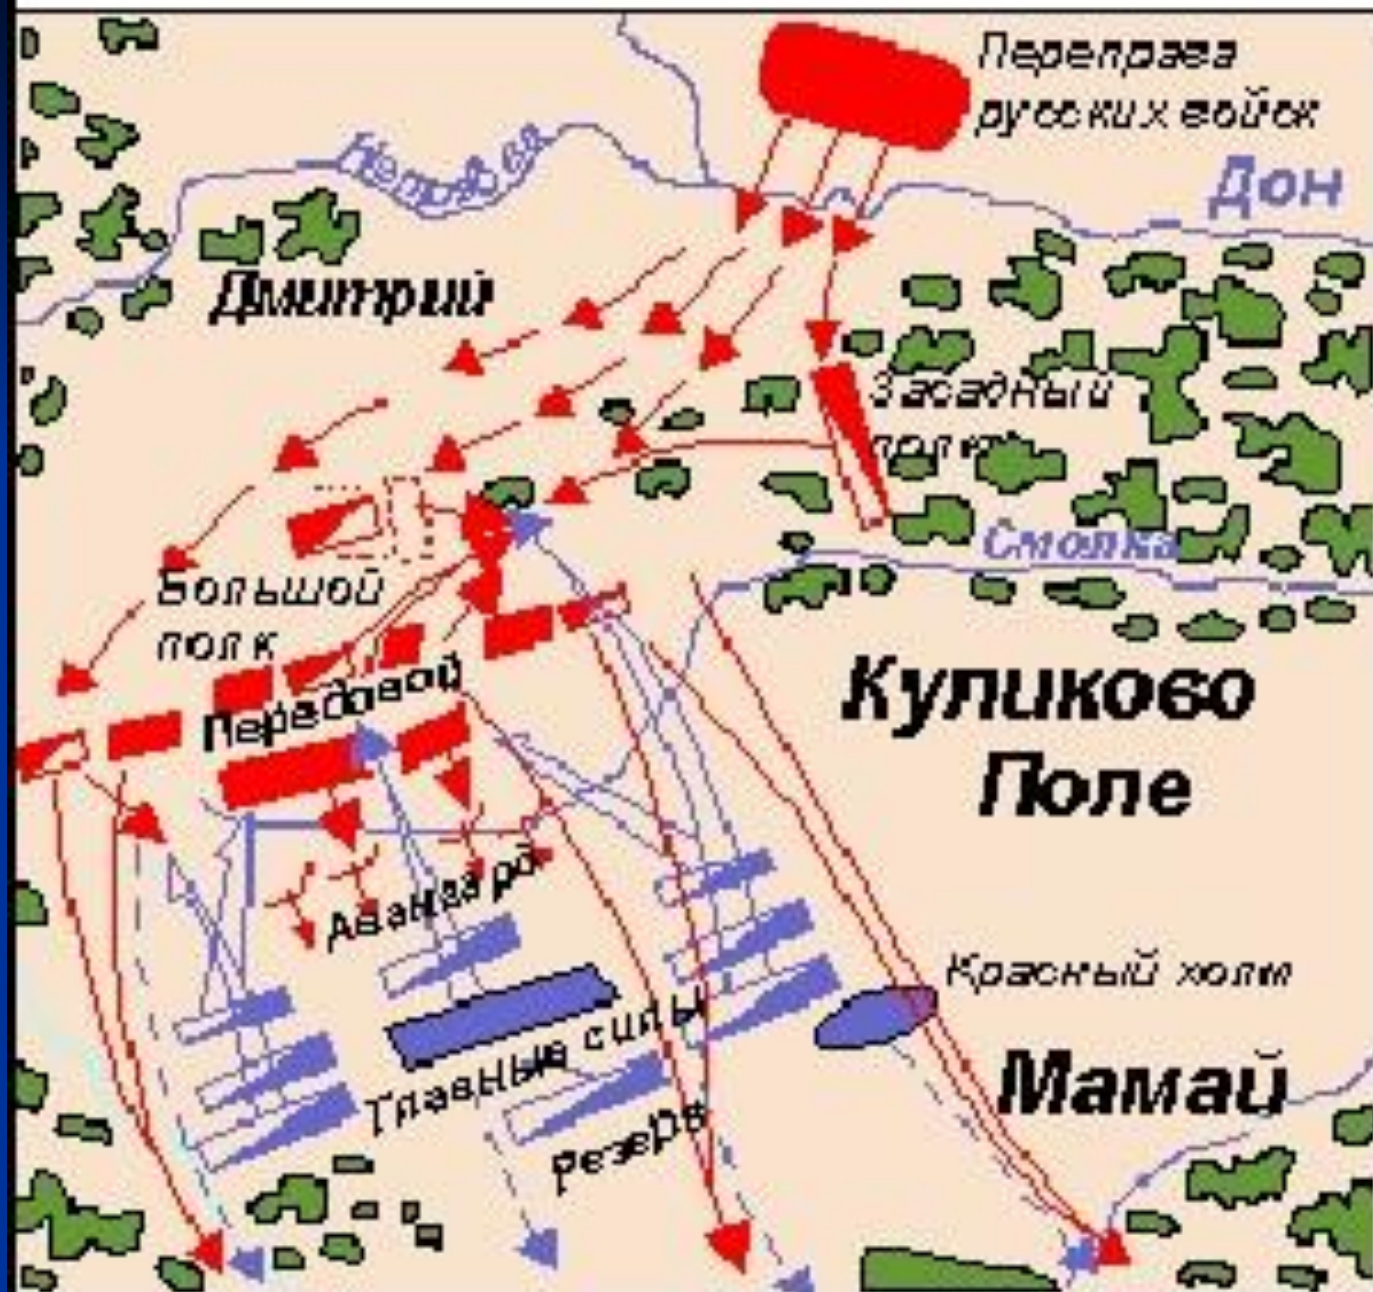 Переправа
русских войск
Непрядва
Дон
Дмитрий
Засадный
полк
Смолка
Большой
полк
Передовой
Куликово
Поле
Авангард
Красный холм
Главные силы
Мамай
Резерв